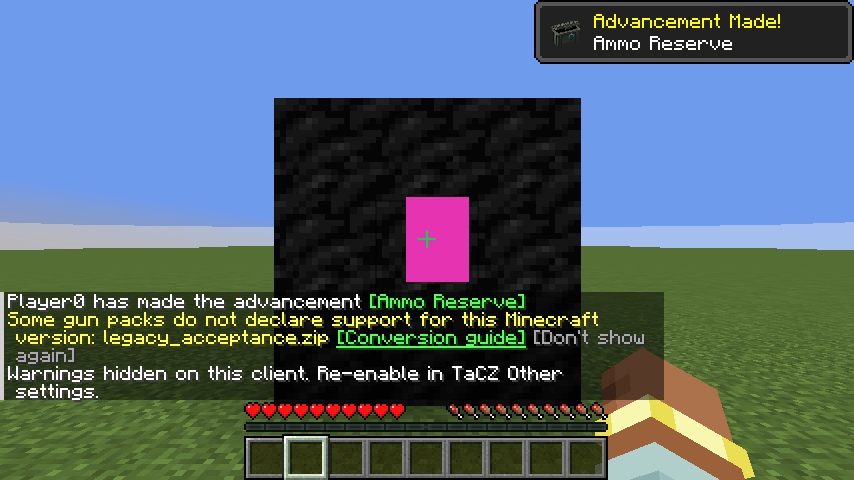 Advancement Made!
Ammo Reserve
Player0 has made the advancement [Ammo Reserve]
Some gun packs do not declare support for this Minecraft
version: legacy_acceptance.zip [Conversion guide] [Don't show
again]
Warnings hidden on this client. Re-enable in TaCZ Other
settings.